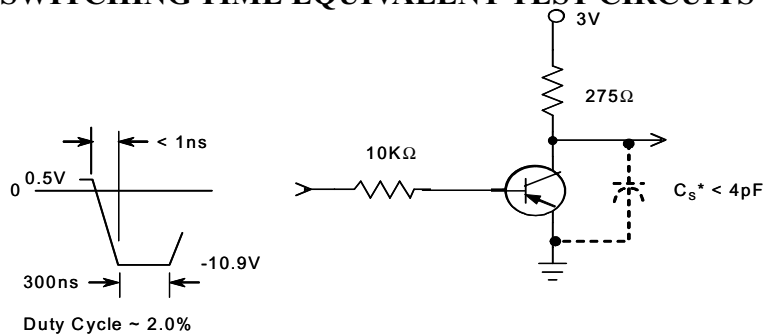 SWITCHING TIME EQUIVALENT TEST CIRCUITS
3V
275Ω
< 1ns
10KΩ
0.5V
0
Cs* < 4pF
-10.9V
300ns
Duty Cycle ~ 2.0%